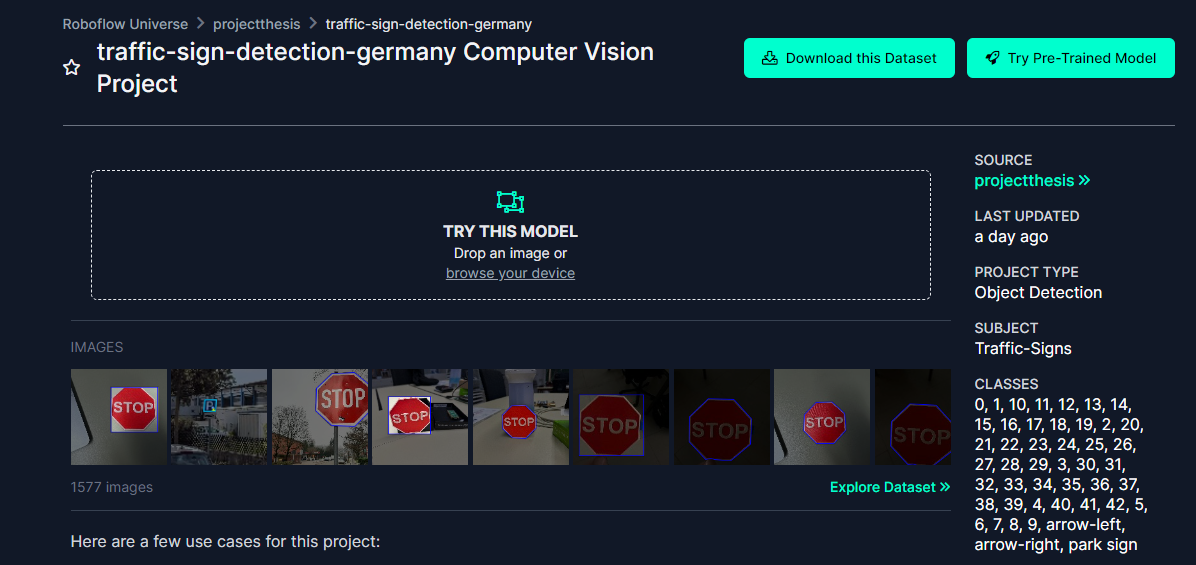 Roboflow Universe > projectthesis > traffic-sign-detection-germany
traffic-sign-detection-germany Computer Vision
Project
Download this Dataset
Try Pre-Trained Model
TRY THIS MODEL
Drop an image or
browse your device
SOURCE
projectthesis »
LAST UPDATED
a day ago
PROJECT TYPE
Object Detection
SUBJECT
Traffic-Signs
CLASSES
0, 1, 10, 11, 12, 13, 14,
15, 16, 17, 18, 19, 2, 20,
21, 22, 23, 24, 25, 26,
27, 28, 29, 3, 30, 31,
32, 33, 34, 35, 36, 37,
38, 39, 4, 40, 41, 42, 5,
6, 7, 8, 9, arrow-left,
arrow-right, park sign
IMAGES
STOP
STOP
STOP
STOP
STOP
STOP
STOP
STOP
1577 images
Explore Dataset »
Here are a few use cases for this project: